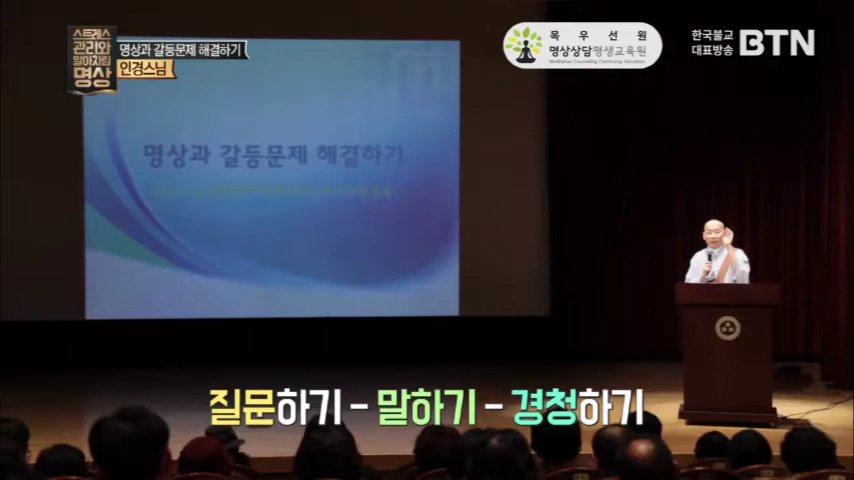 스트레스
관리와
알아차림
명상
명상과 갈등문제 해결하기
인경스님
목우선원
명상상담평생교육원
Meditation Counseling Continuing Education
한국불교
대표방송 BTN
명상과 갈등문제 해결하기
질문하기 - 말하기 - 경청하기